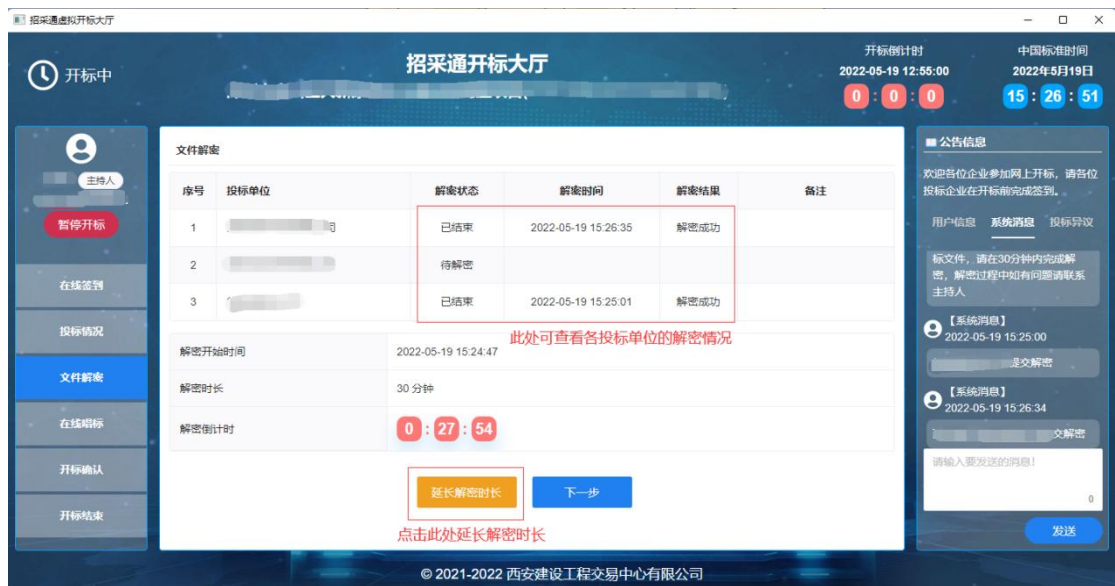 招采通虚拟开标大厅
开标中
招采通开标大厅
开标倒计时
2022-05-19 12:55:00
0 : 0 : 0
中国标准时间
2022年5月19日
15 : 26 : 51
主持人
暂停开标
在线签到
投标情况
文件解密
在线唱标
开标确认
开标结束
文件解密
序号 投标单位 解密状态 解密时间 解密结果 备注
1 已结束 2022-05-19 15:26:35 解密成功
2 待解密
3 已结束 2022-05-19 15:25:01 解密成功
此处可查看各投标单位的解密情况
解密开始时间 2022-05-19 15:24:47
解密时长 30 分钟
解密倒计时 0 : 27 : 54
延长解密时长 下一步
点击此处延长解密时长
公告信息
欢迎各位企业参加网上开标，请各位
投标企业在开标前完成签到。
用户信息 系统消息 投标异议
标文件，请在30分钟内完成解
密，解密过程中如有问题请联系
主持人
【系统消息】
2022-05-19 15:25:00
提交解密
【系统消息】
2022-05-19 15:26:34
交解密
请输入要发送的消息！
0
发送
© 2021-2022 西安建设工程交易中心有限公司